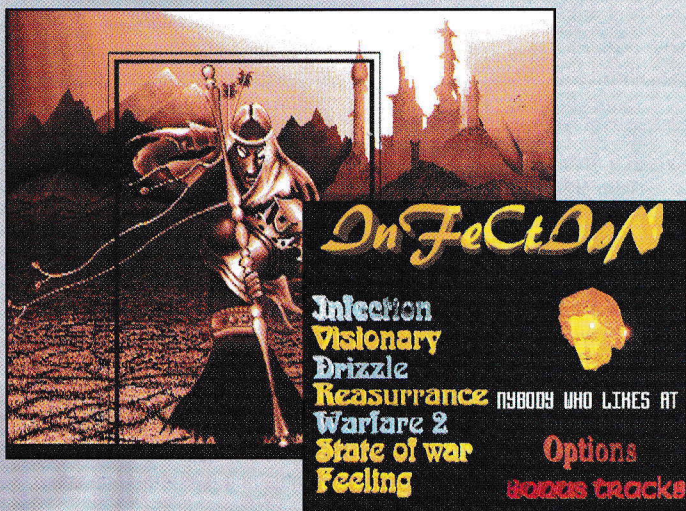 InFeCtIoN
Infection
Visionary
Drizzle
Reasurrance
NYBODY WHO LIKES AT
Warfare 2
State of war
Options
Feeling
BONUS TRACKS